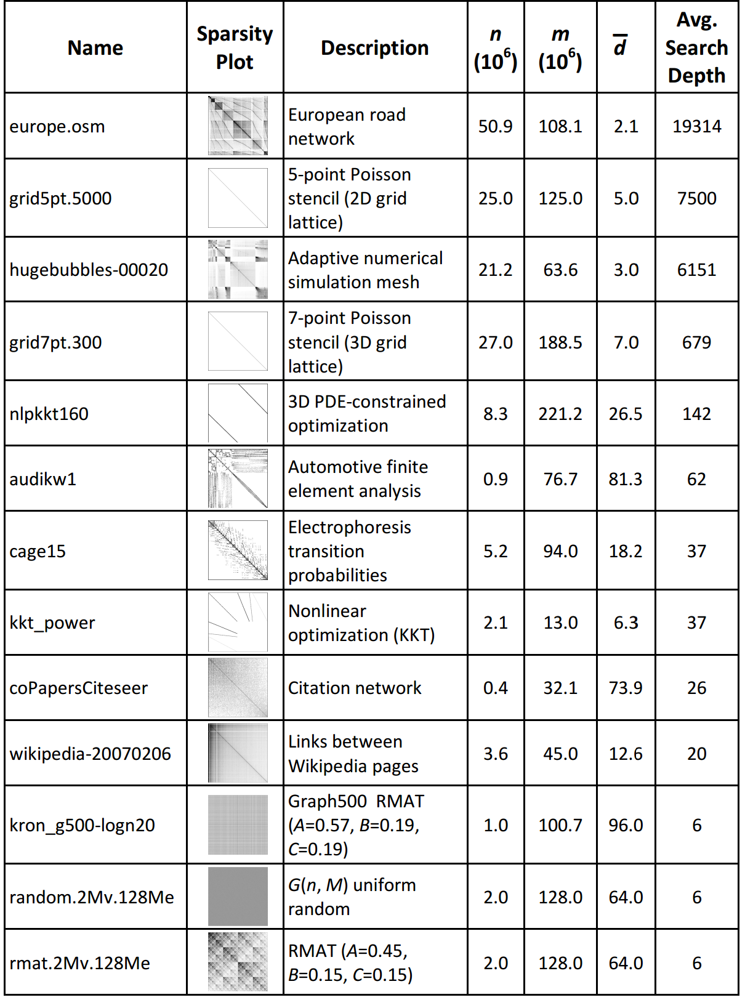 Name Sparsity Plot Description n (10^6) m (10^6) d̅ Avg. Search Depth
europe.osm European road network 50.9 108.1 2.1 19314
grid5pt.5000 5-point Poisson stencil (2D grid lattice) 25.0 125.0 5.0 7500
hugebubbles-00020 Adaptive numerical simulation mesh 21.2 63.6 3.0 6151
grid7pt.300 7-point Poisson stencil (3D grid lattice) 27.0 188.5 7.0 679
nlpkkt160 3D PDE-constrained optimization 8.3 221.2 26.5 142
audikw1 Automotive finite element analysis 0.9 76.7 81.3 62
cage15 Electrophoresis transition probabilities 5.2 94.0 18.2 37
kkt_power Nonlinear optimization (KKT) 2.1 13.0 6.3 37
coPapersCiteseer Citation network 0.4 32.1 73.9 26
wikipedia-20070206 Links between Wikipedia pages 3.6 45.0 12.6 20
kron_g500-logn20 Graph500 RMAT (A=0.57, B=0.19, C=0.19) 1.0 100.7 96.0 6
random.2Mv.128Me G(n, M) uniform random 2.0 128.0 64.0 6
rmat.2Mv.128Me RMAT (A=0.45, B=0.15, C=0.15) 2.0 128.0 64.0 6